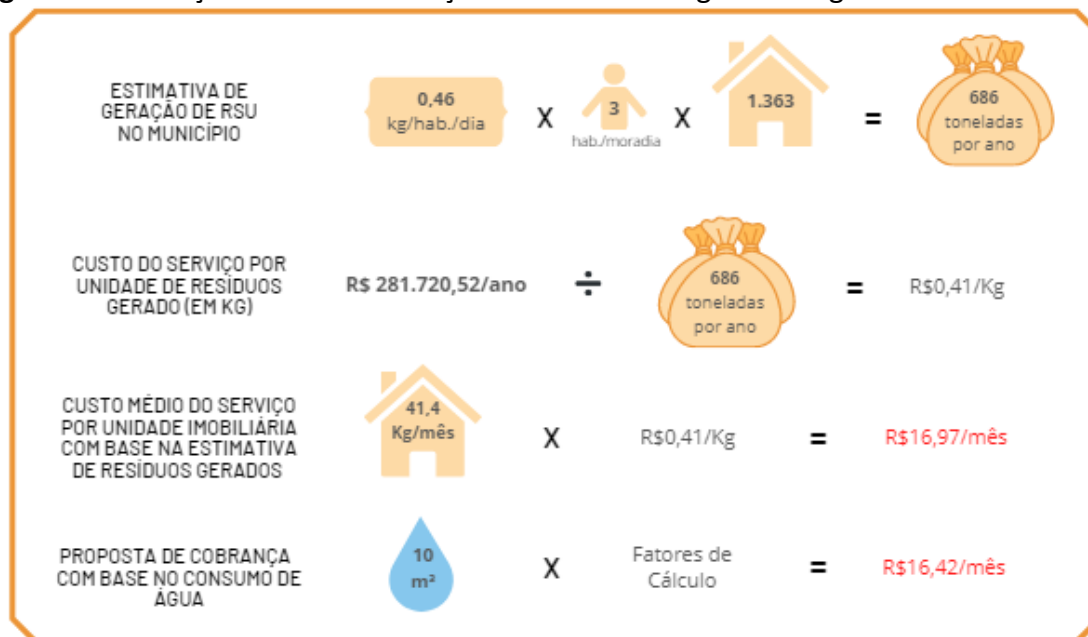 ESTIMATIVA DE
GERAÇÃO DE RSU
NO MUNICÍPIO
0,46
kg/hab./dia
X
3
hab./moradia
X
1.363
=
686
toneladas
por ano
CUSTO DO SERVIÇO POR
UNIDADE DE RESÍDUOS
GERADO (EM KG)
R$ 281.720,52/ano
÷
686
toneladas
por ano
=
R$0,41/Kg
CUSTO MÉDIO DO SERVIÇO
POR UNIDADE IMOBILIÁRIA
COM BASE NA ESTIMATIVA
DE RESÍDUOS GERADOS
41,4
Kg/mês
X
R$0,41/Kg
=
R$16,97/mês
PROPOSTA DE COBRANÇA
COM BASE NO CONSUMO DE
ÁGUA
10
m³
X
Fatores de
Cálculo
=
R$16,42/mês